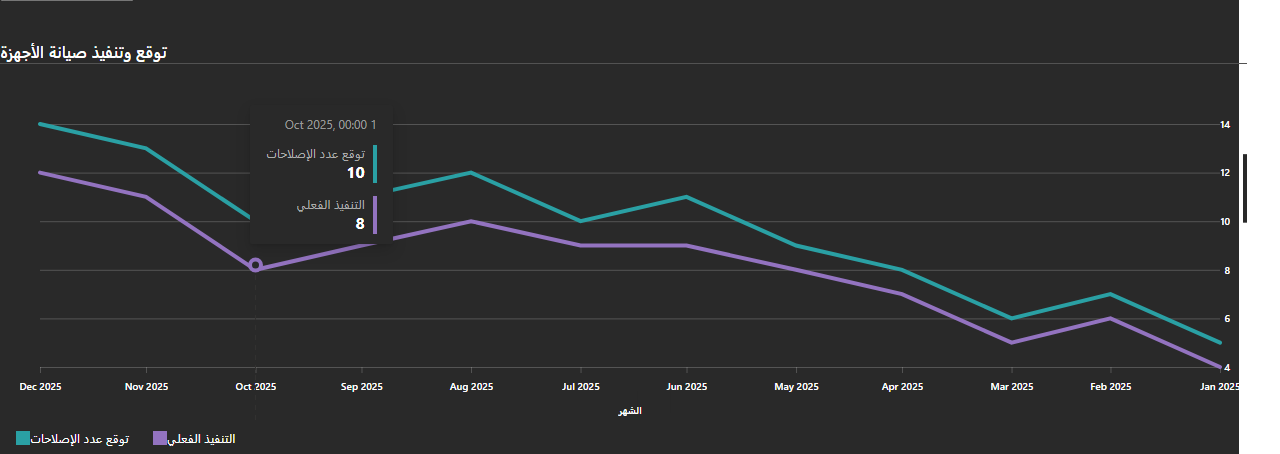 توقع وتنفيذ صيانة الأجهزة
1 Oct 2025, 00:00
توقع عدد الإصلاحات
10
التنفيذ الفعلي
8
14
12
10
8
6
4
Dec 2025
Nov 2025
Oct 2025
Sep 2025
Aug 2025
Jul 2025
Jun 2025
May 2025
Apr 2025
Mar 2025
Feb 2025
Jan 2025
الشهر
توقع عدد الإصلاحات
التنفيذ الفعلي